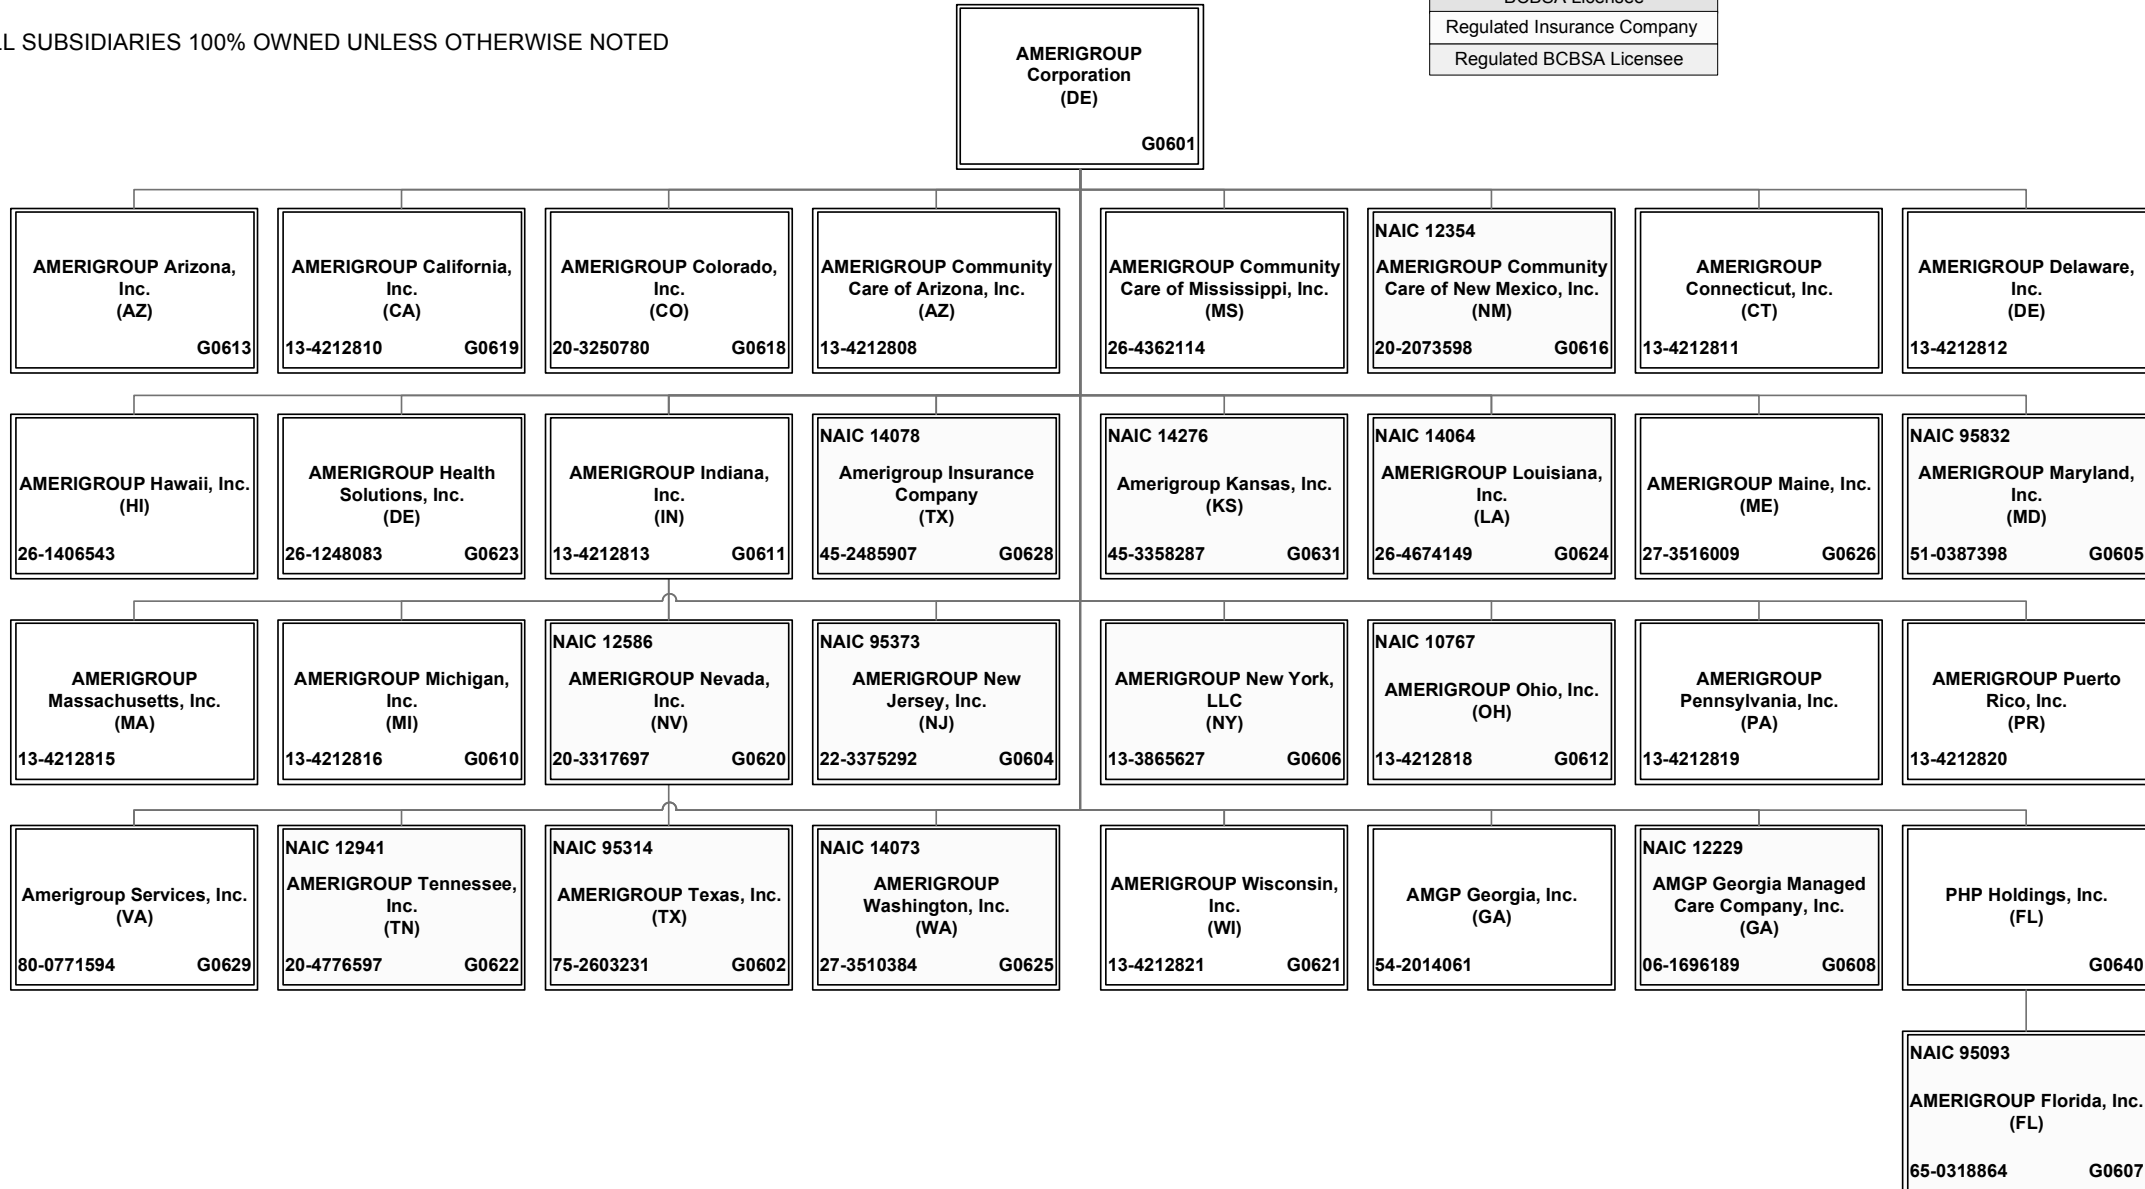 LL SUBSIDIARIES 100% OWNED UNLESS OTHERWISE NOTED
BCBSA Licensee
Regulated Insurance Company
Regulated BCBSA Licensee
AMERIGROUP
Corporation
(DE)
G0601
AMERIGROUP Arizona,
Inc.
(AZ)
G0613
AMERIGROUP California,
Inc.
(CA)
13-4212810 G0619
AMERIGROUP Colorado,
Inc.
(CO)
20-3250780 G0618
AMERIGROUP Community
Care of Arizona, Inc.
(AZ)
13-4212808
AMERIGROUP Community
Care of Mississippi, Inc.
(MS)
26-4362114
NAIC 12354
AMERIGROUP Community
Care of New Mexico, Inc.
(NM)
20-2073598 G0616
AMERIGROUP
Connecticut, Inc.
(CT)
13-4212811
AMERIGROUP Delaware,
Inc.
(DE)
13-4212812
AMERIGROUP Hawaii, Inc.
(HI)
26-1406543
AMERIGROUP Health
Solutions, Inc.
(DE)
26-1248083 G0623
AMERIGROUP Indiana,
Inc.
(IN)
13-4212813 G0611
NAIC 14078
Amerigroup Insurance
Company
(TX)
45-2485907 G0628
NAIC 14276
Amerigroup Kansas, Inc.
(KS)
45-3358287 G0631
NAIC 14064
AMERIGROUP Louisiana,
Inc.
(LA)
26-4674149 G0624
AMERIGROUP Maine, Inc.
(ME)
27-3516009 G0626
NAIC 95832
AMERIGROUP Maryland,
Inc.
(MD)
51-0387398 G0605
AMERIGROUP
Massachusetts, Inc.
(MA)
13-4212815
AMERIGROUP Michigan,
Inc.
(MI)
13-4212816 G0610
NAIC 12586
AMERIGROUP Nevada,
Inc.
(NV)
20-3317697 G0620
NAIC 95373
AMERIGROUP New
Jersey, Inc.
(NJ)
22-3375292 G0604
AMERIGROUP New York,
LLC
(NY)
13-3865627 G0606
NAIC 10767
AMERIGROUP Ohio, Inc.
(OH)
13-4212818 G0612
AMERIGROUP
Pennsylvania, Inc.
(PA)
13-4212819
AMERIGROUP Puerto
Rico, Inc.
(PR)
13-4212820
Amerigroup Services, Inc.
(VA)
80-0771594 G0629
NAIC 12941
AMERIGROUP Tennessee,
Inc.
(TN)
20-4776597 G0622
NAIC 95314
AMERIGROUP Texas, Inc.
(TX)
75-2603231 G0602
NAIC 14073
AMERIGROUP
Washington, Inc.
(WA)
27-3510384 G0625
AMERIGROUP Wisconsin,
Inc.
(WI)
13-4212821 G0621
AMGP Georgia, Inc.
(GA)
54-2014061
NAIC 12229
AMGP Georgia Managed
Care Company, Inc.
(GA)
06-1696189 G0608
PHP Holdings, Inc.
(FL)
G0640
NAIC 95093
AMERIGROUP Florida, Inc.
(FL)
65-0318864 G0607